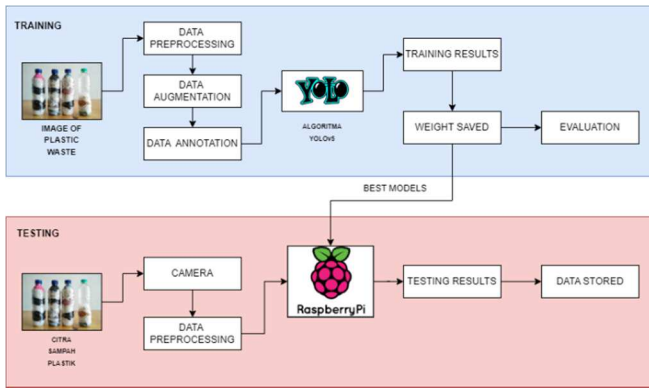 TRAINING
DATA
PREPROCESSING
DATA
AUGMENTATION
DATA ANNOTATION
IMAGE OF
PLASTIC
WASTE
YOLO
ALGORITMA
YOLOv5
TRAINING RESULTS
WEIGHT SAVED
EVALUATION
BEST MODELS
TESTING
CAMERA
DATA
PREPROCESSING
CITRA
SAMPAH
PLASTIK
RaspberryPi
TESTING RESULTS
DATA STORED